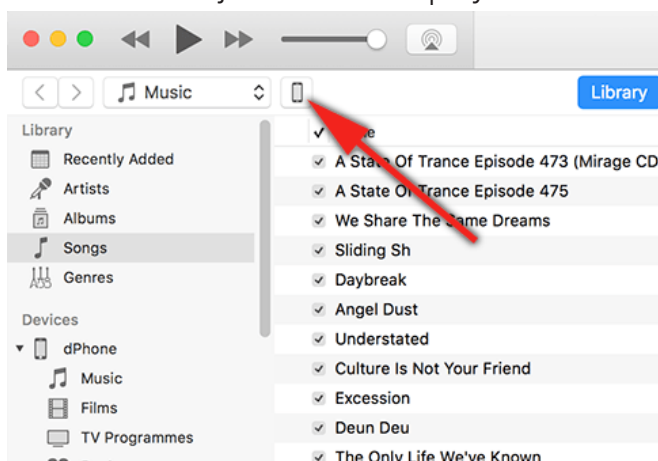 Music
Library
Library
Recently Added
Artists
Albums
Songs
Genres
Devices
dPhone
Music
Films
TV Programmes
A State Of Trance Episode 473 (Mirage CD
A State Of Trance Episode 475
We Share The Same Dreams
Sliding Sh
Daybreak
Angel Dust
Understated
Culture Is Not Your Friend
Excession
Deun Deu
The Only Life We've Known